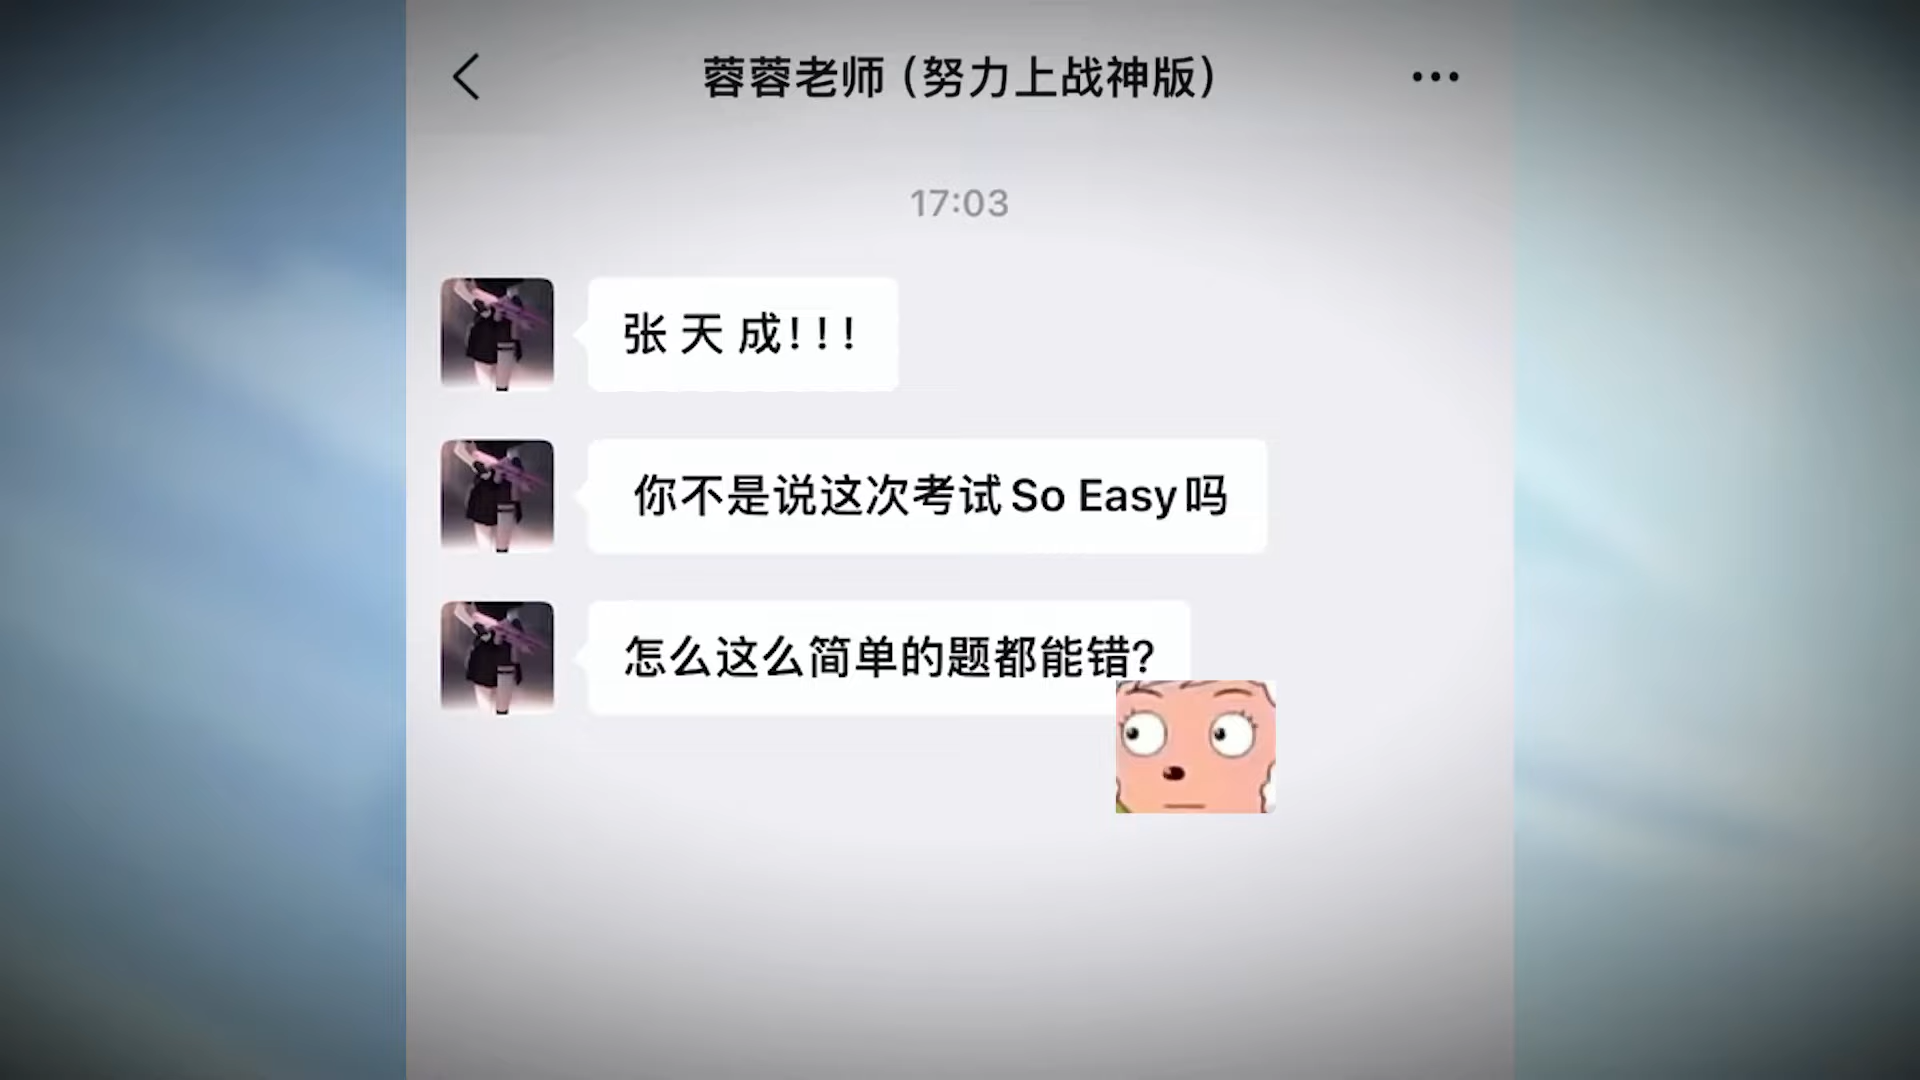 蓉蓉老师（努力上战神版）
17:03
张 天 成！！！
你不是说这次考试So Easy吗
怎么这么简单的题都能错？